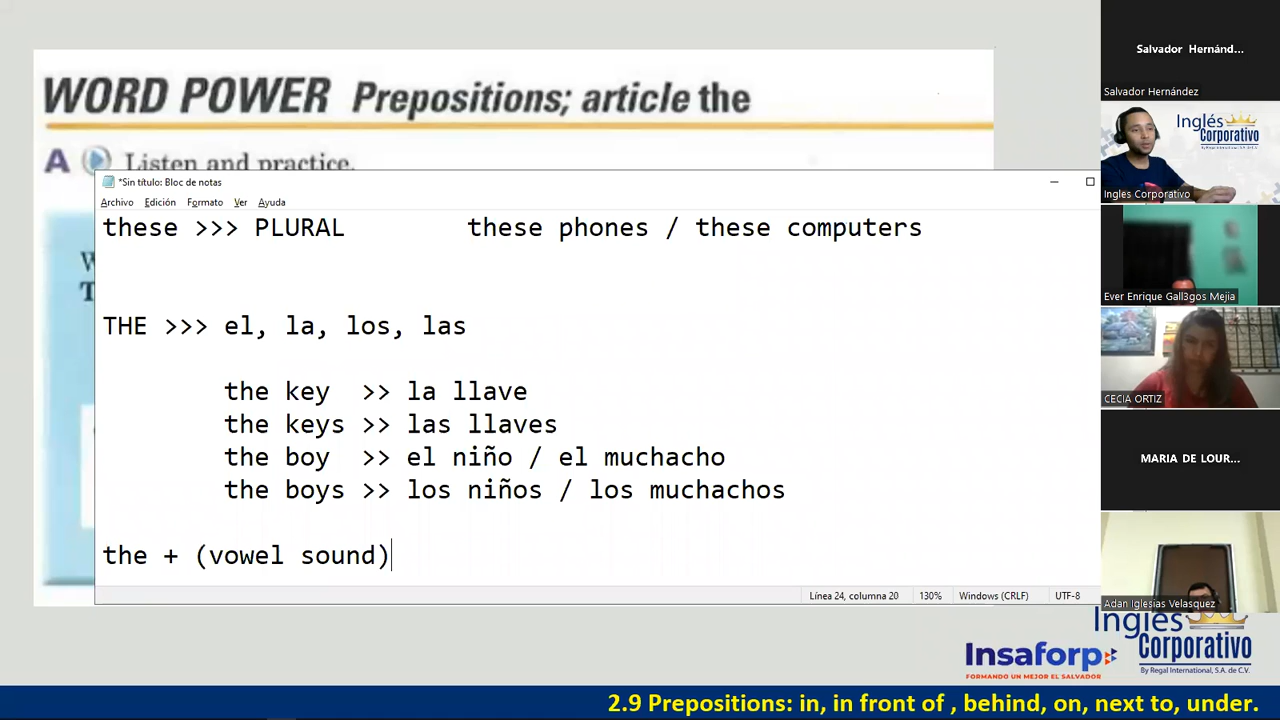 WORD POWER Prepositions; article the
A Listen and practice.
*Sin título: Bloc de notas
Archivo Edición Formato Ver Ayuda
these >>> PLURAL these phones / these computers
THE >>> el, la, los, las
the key >> la llave
the keys >> las llaves
the boy >> el niño / el muchacho
the boys >> los niños / los muchachos
the + (vowel sound)
Línea 24, columna 20 130% Windows (CRLF) UTF-8
Salvador Hernánd...
Salvador Hernández
Inglés
Corporativo
By Regal International, S.A. de C.V.
Ingles Corporativo
Ever Enrique Gall3gos Mejia
CECIA ORTIZ
MARIA DE LOUR...
Adan Iglesias Velasquez
Insaforp
FORMANDO UN MEJOR EL SALVADOR
Inglés
Corporativo
By Regal International, S.A. de C.V.
2.9 Prepositions: in, in front of , behind, on, next to, under.